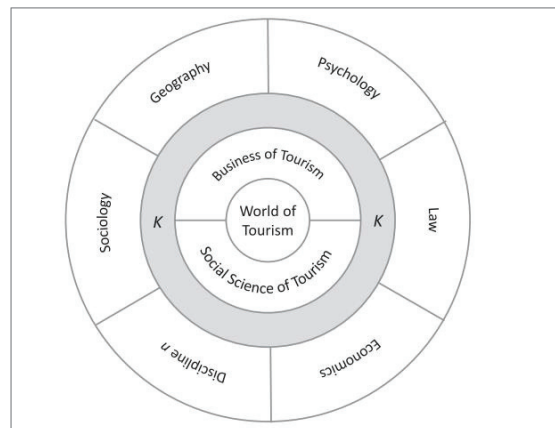 Geography
Psychology
Sociology
K
Business of Tourism
World of
Tourism
Social Science of Tourism
K
Law
Discipline n
Economics